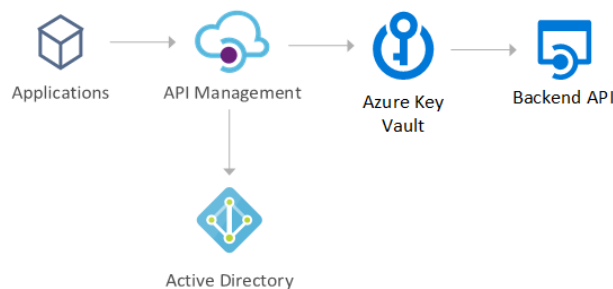 Applications
API Management
Azure Key
Vault
Backend API
Active Directory